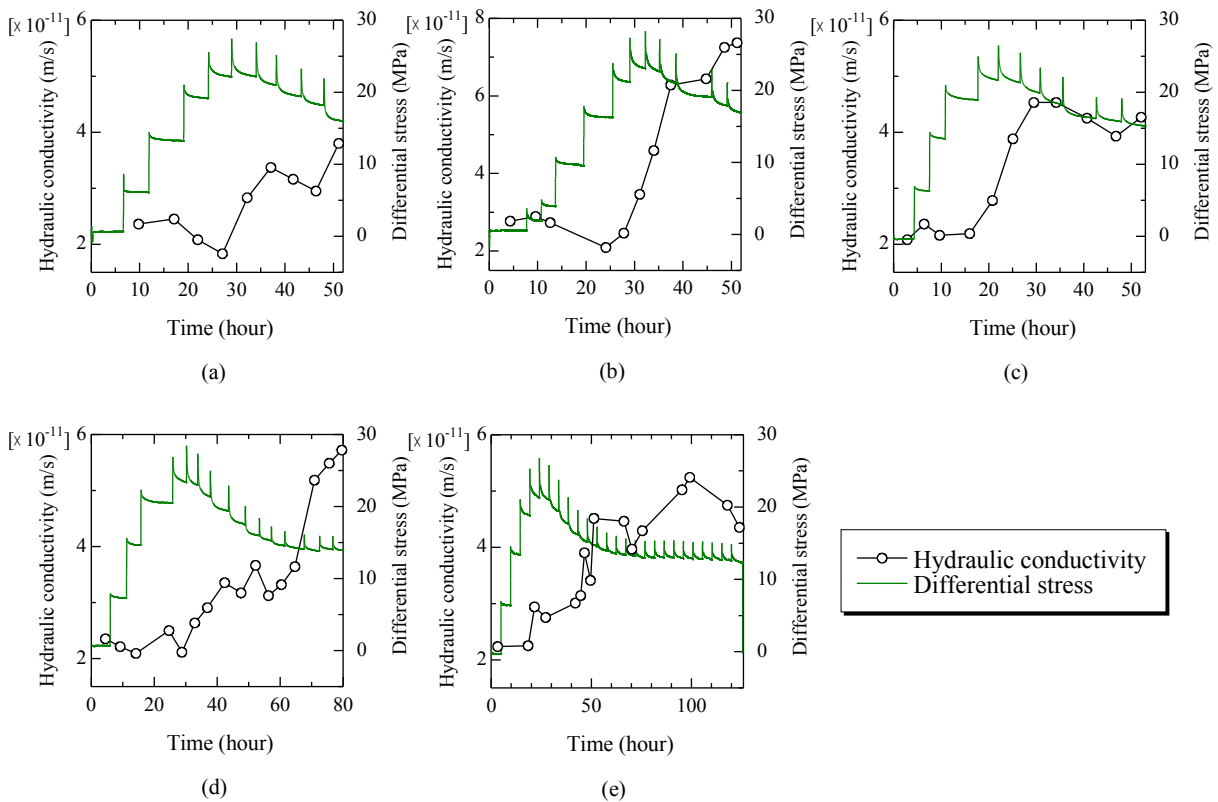 [x 10-11]
6
4
2
Hydraulic conductivity (m/s)
30
20
10
0
Differential stress (MPa)
0 10 20 30 40 50
Time (hour)
(a)
[x 10-11]
8
6
4
2
Hydraulic conductivity (m/s)
30
20
10
0
Differential stress (MPa)
0 10 20 30 40 50
Time (hour)
(b)
[x 10-11]
6
4
2
Hydraulic conductivity (m/s)
30
20
10
0
Differential stress (MPa)
0 10 20 30 40 50
Time (hour)
(c)
[x 10-11]
6
4
2
Hydraulic conductivity (m/s)
30
20
10
0
Differential stress (MPa)
0 20 40 60 80
Time (hour)
(d)
[x 10-11]
6
4
2
Hydraulic conductivity (m/s)
30
20
10
0
Differential stress (MPa)
0 50 100
Time (hour)
(e)
Hydraulic conductivity
Differential stress